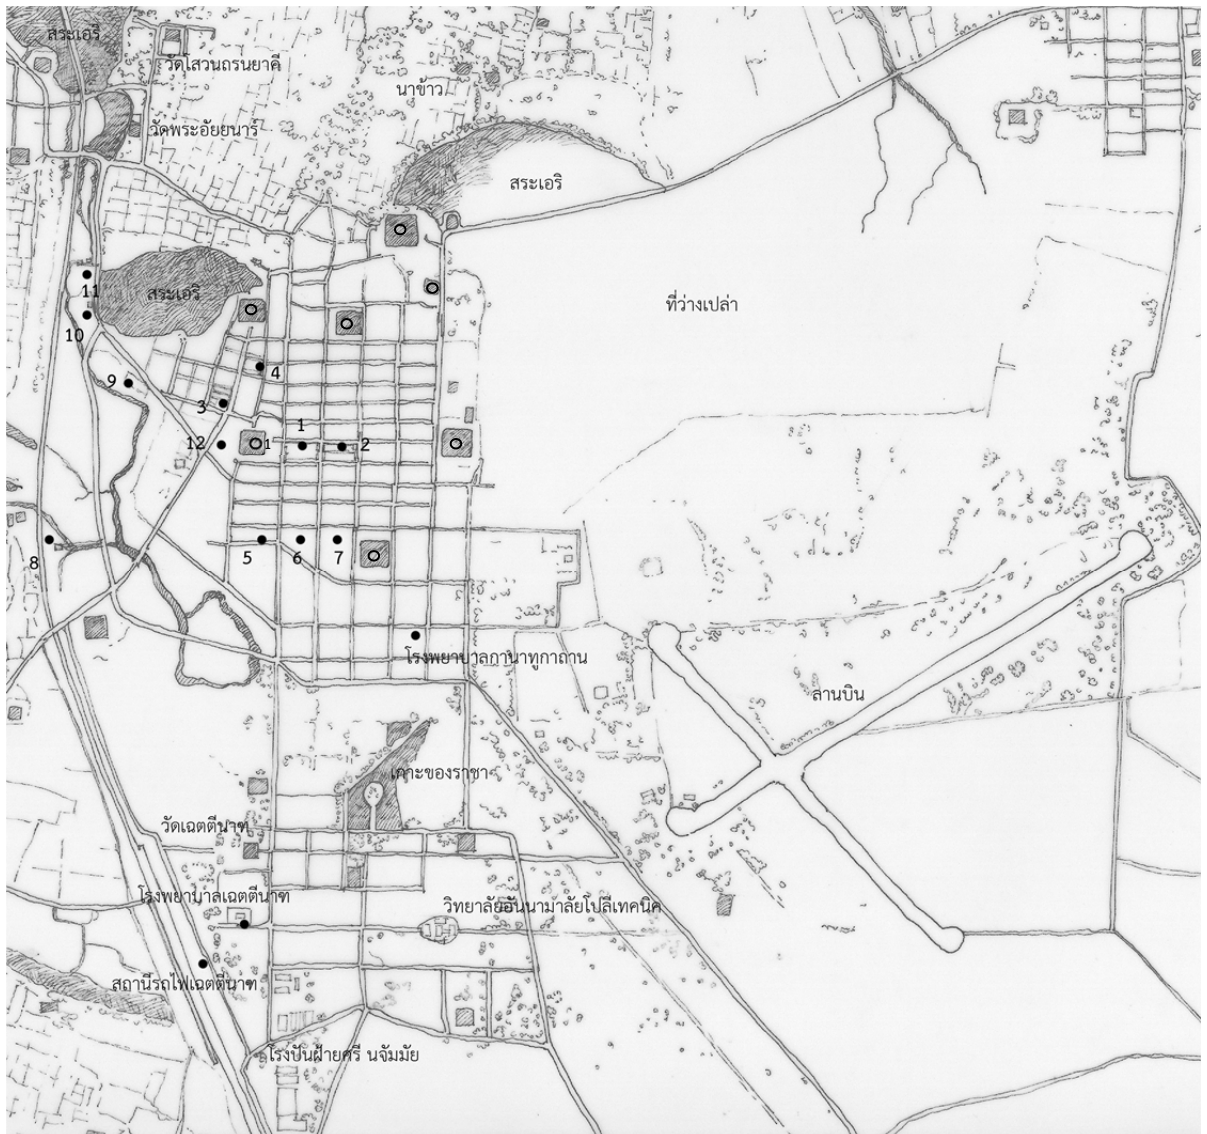 สระเอริ
วัดโสวนถรนยาคี
นาข้าว
วัดพระอัยยนาร์
สระเอริ
สระเอริ
11
10
ที่ว่างเปล่า
9
4
3
12
1
1
2
5
6
7
8
โรงพยาบาลกานาทูกาถาน
ลานบิน
เกาะของราชา
วัดเฉตตีนาฑ
โรงพยาบาลเฉตตีนาฑ
วิทยาลัยอันนามาลัยโปลีเทคนิค
สถานีรถไฟเฉตตีนาฑ
โรงปันฝ้ายศรี นจัมมัย